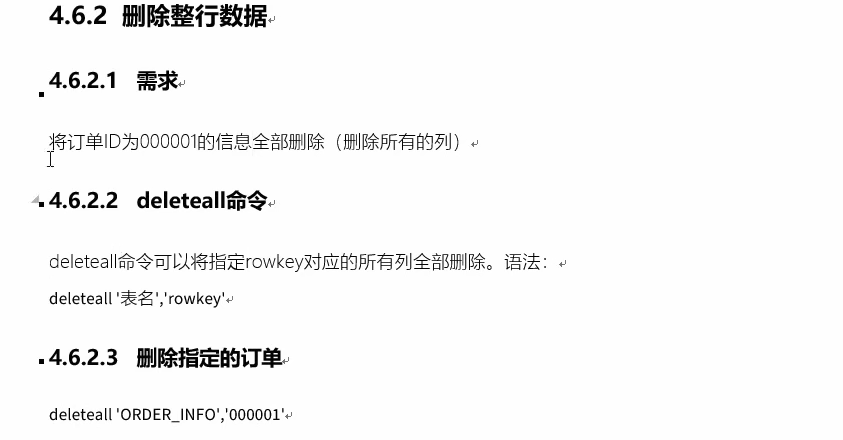 4.6.2 删除整行数据
4.6.2.1 需求
将订单ID为000001的信息全部删除（删除所有的列）
4.6.2.2 deleteall命令
deleteall命令可以将指定rowkey对应的所有列全部删除。语法：
deleteall '表名','rowkey'
4.6.2.3 删除指定的订单
deleteall 'ORDER_INFO','000001'